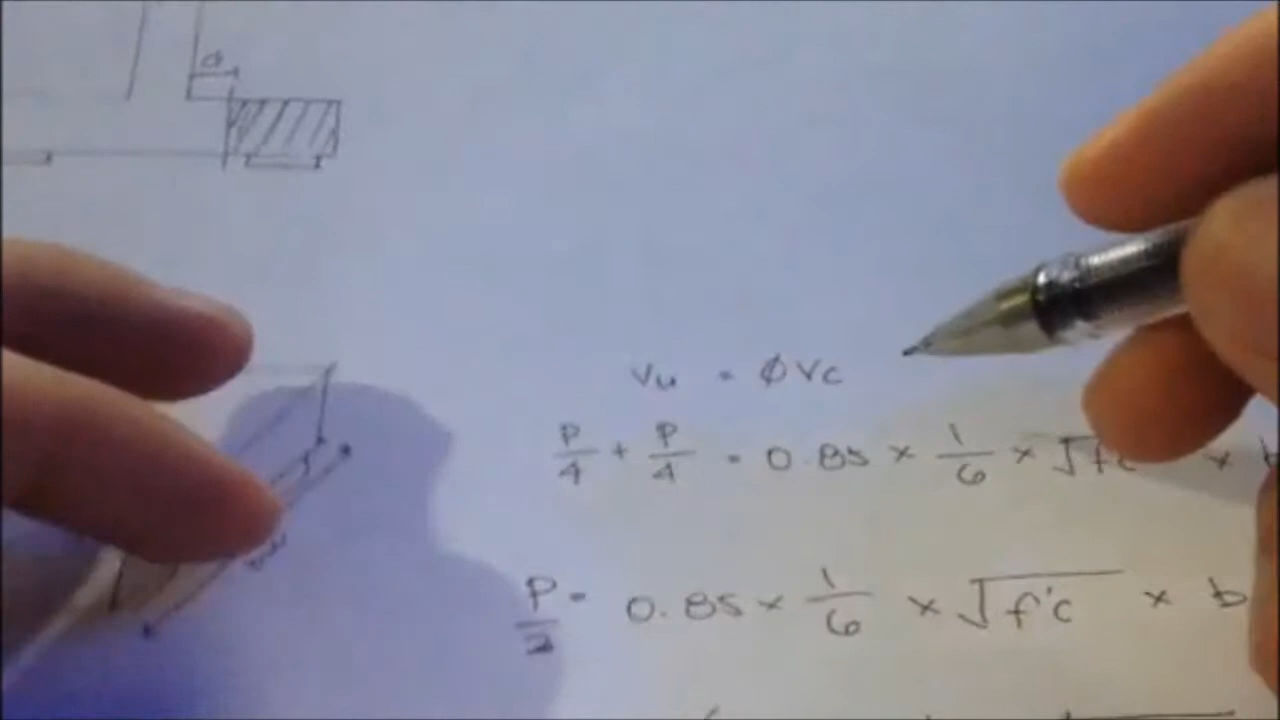 d
Vu = ϕVc
P/4 + P/4 = 0.85 × 1/6 × √f'c × b
P/2 = 0.85 × 1/6 × √f'c × b